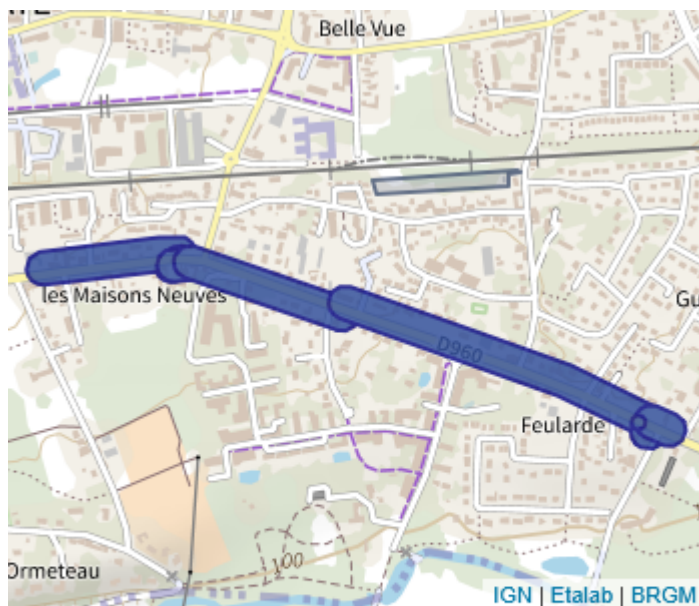 Belle Vue
les Maisons Neuves
D960
Gu
Feularde
100
Ormeteau
IGN | Etalab | BRGM